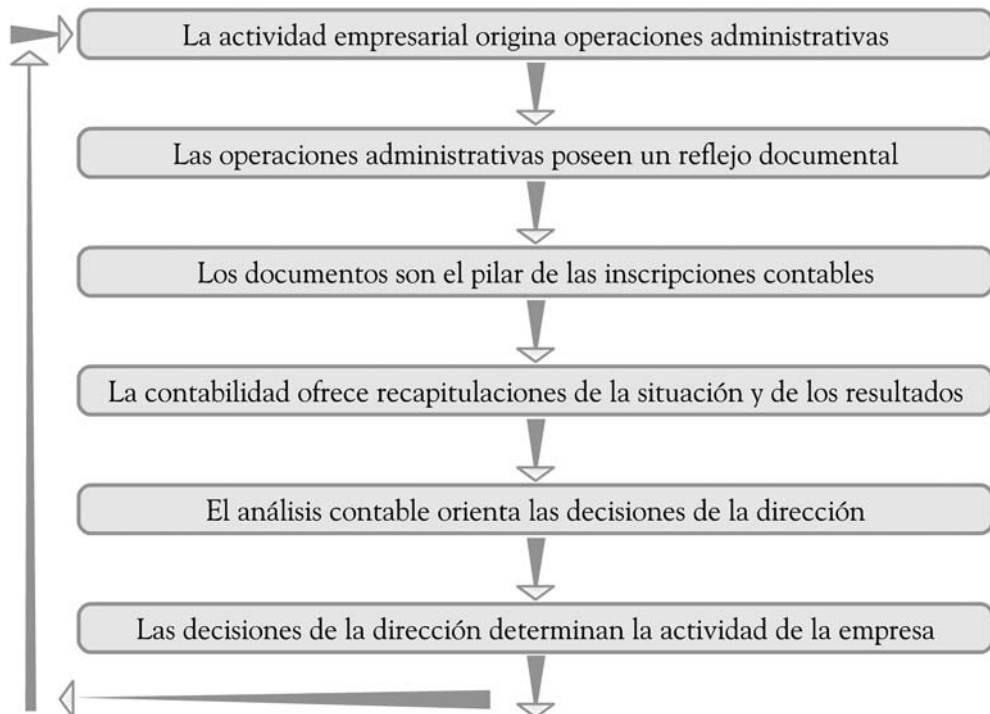 La actividad empresarial origina operaciones administrativas
Las operaciones administrativas poseen un reflejo documental
Los documentos son el pilar de las inscripciones contables
La contabilidad ofrece recapitulaciones de la situación y de los resultados
El análisis contable orienta las decisiones de la dirección
Las decisiones de la dirección determinan la actividad de la empresa